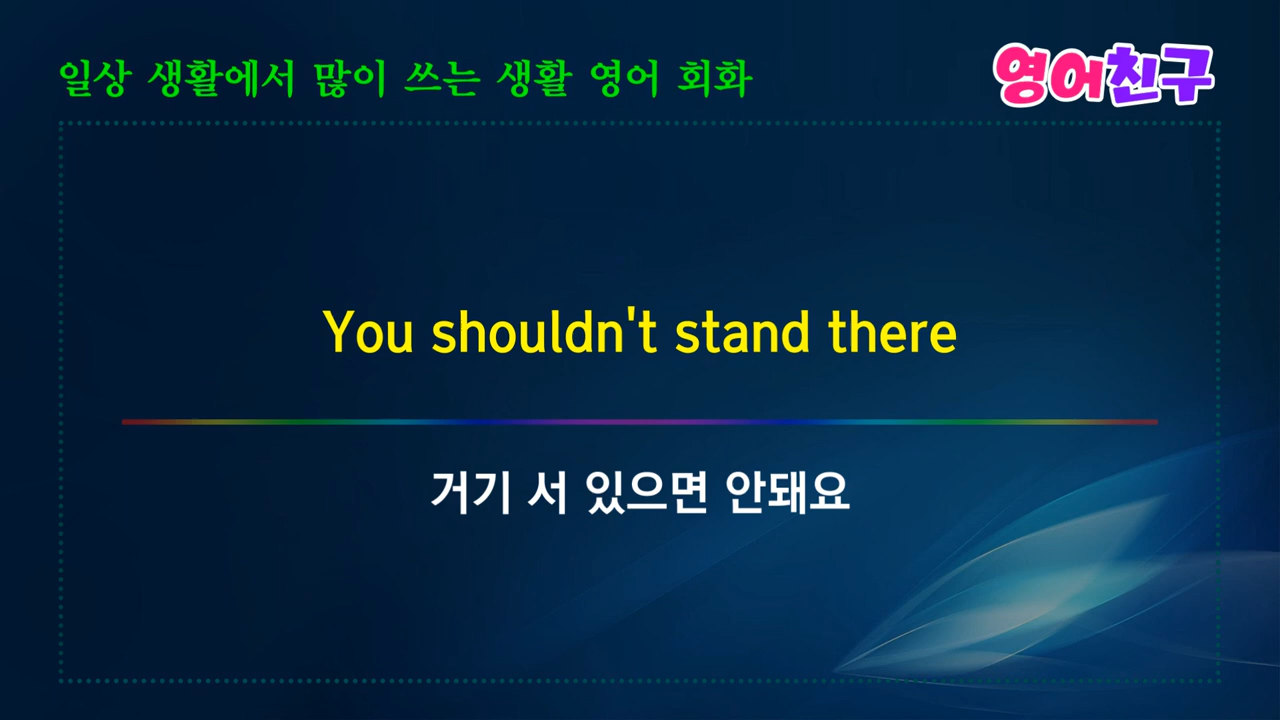 일상 생활에서 많이 쓰는 생활 영어 회화
영어친구
You shouldn't stand there
거기 서 있으면 안돼요